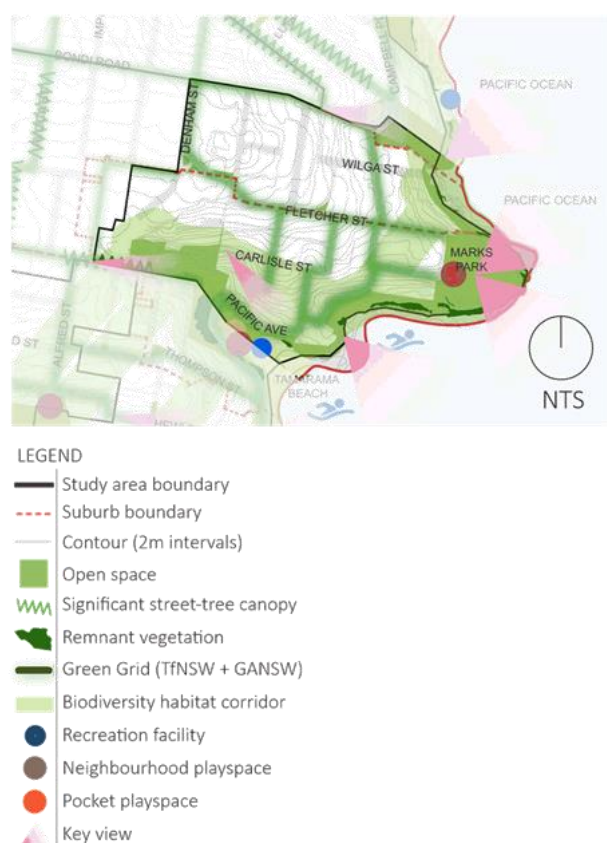 BONDI ROAD
CAMPBELL
PACIFIC OCEAN
DENHAM ST
WILGA ST
PACIFIC OCEAN
FLETCHER ST
MARKS
PARK
CARLISLE ST
PACIFIC AVE
ALFRED ST
THOMPSON ST
D ST
TAMARAMA
BEACH
NTS
LEGEND
Study area boundary
Suburb boundary
Contour (2m intervals)
Open space
Significant street-tree canopy
Remnant vegetation
Green Grid (TfNSW + GANSW)
Biodiversity habitat corridor
Recreation facility
Neighbourhood playspace
Pocket playspace
Key view